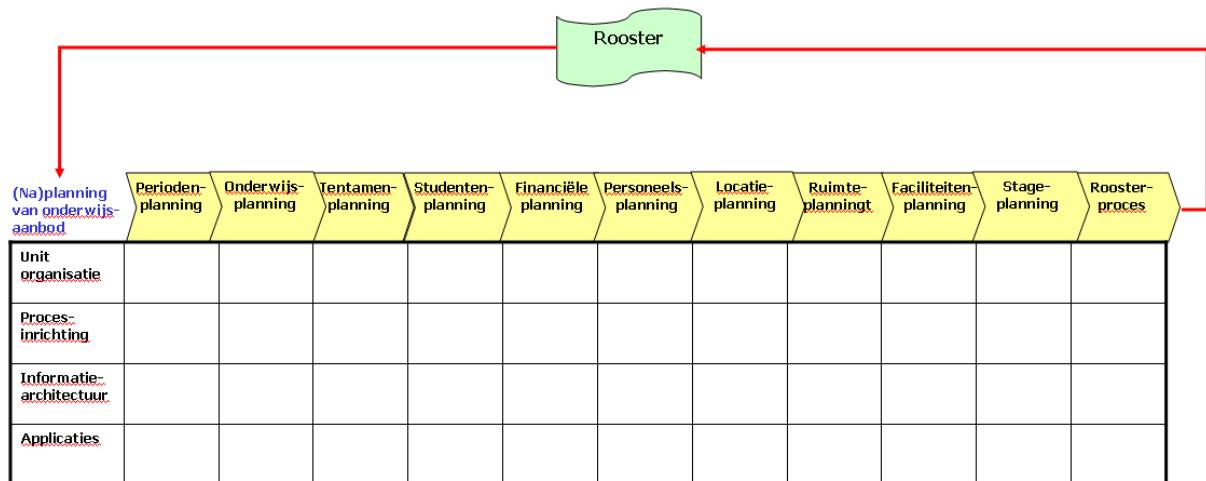 Rooster
(Na)planning
van onderwijs-
aanbod
Perioden-
planning
Onderwijs-
planning
Tentamen-
planning
Studenten-
planning
Financiële
planning
Personeels-
planning
Locatie-
planning
Ruimte-
planningt
Faciliteiten-
planning
Stage-
planning
Rooster-
proces
Unit
organisatie
Proces-
inrichting
Informatie-
architectuur
Applicaties